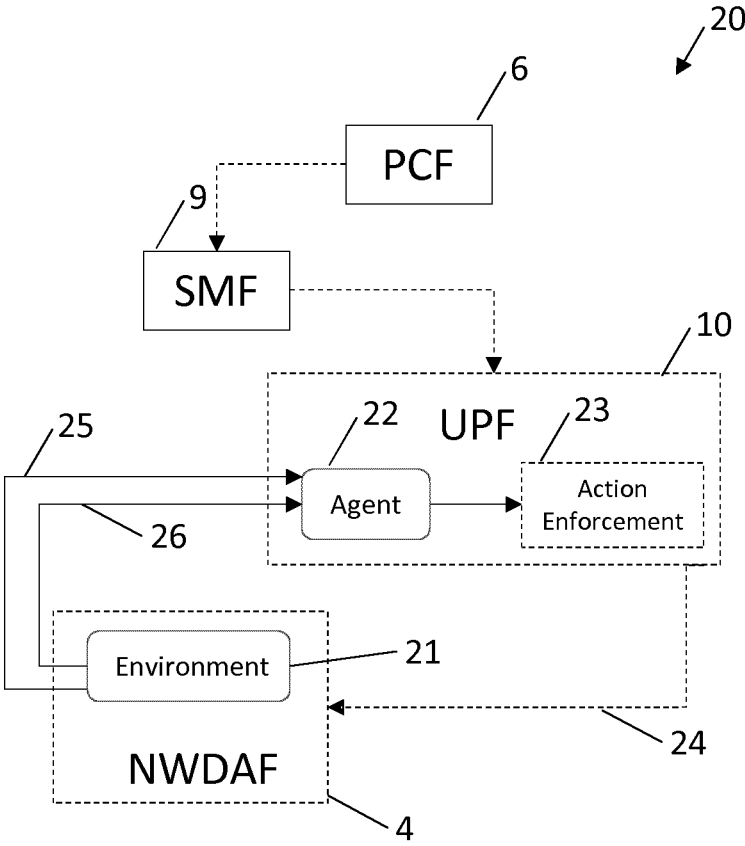 20
6
PCF
9
SMF
10
UPF
25
22
23
Agent
Action
Enforcement
26
Environment
21
24
NWDAF
4